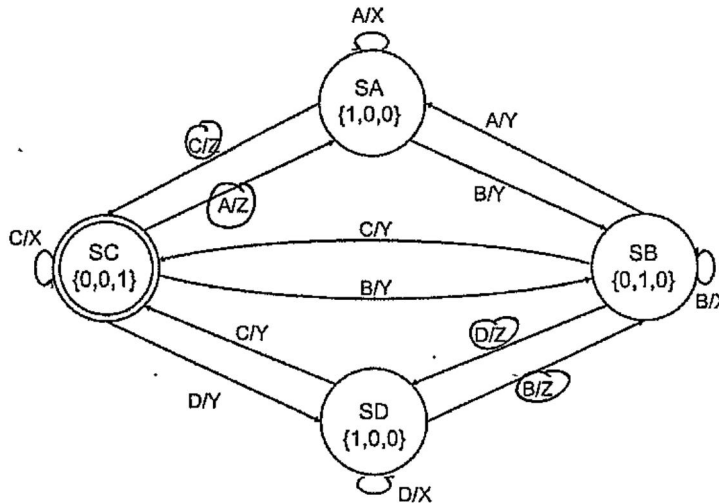 A/X
SA
{1,0,0}
C/Z
A/Y
A/Z
B/Y
C/X
SC
{0,0,1}
C/Y
SB
{0,1,0}
B/Y
B/X
C/Y
D/Z
D/Y
B/Z
SD
{1,0,0}
D/X